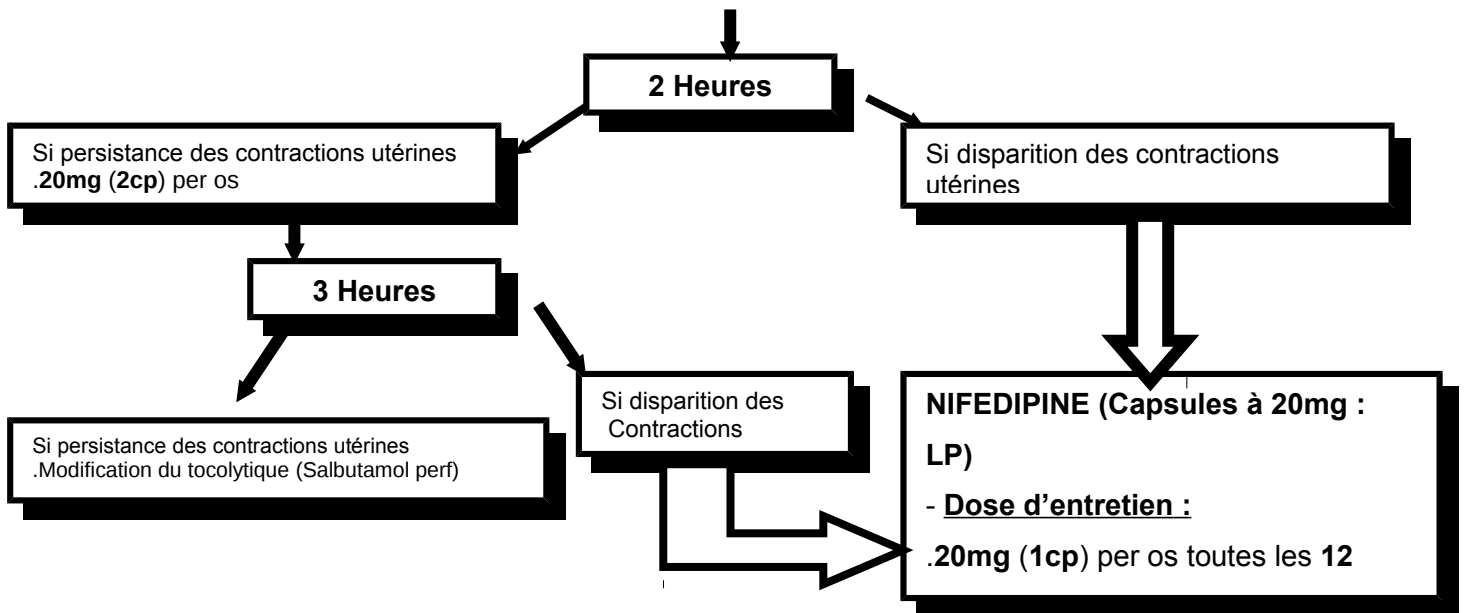 2 Heures
Si persistance des contractions utérines
.20mg (2cp) per os
Si disparition des contractions
utérines
3 Heures
Si persistance des contractions utérines
.Modification du tocolytique (Salbutamol perf)
Si disparition des
Contractions
NIFEDIPINE (Capsules à 20mg :
LP)
- Dose d’entretien :
.20mg (1cp) per os toutes les 12